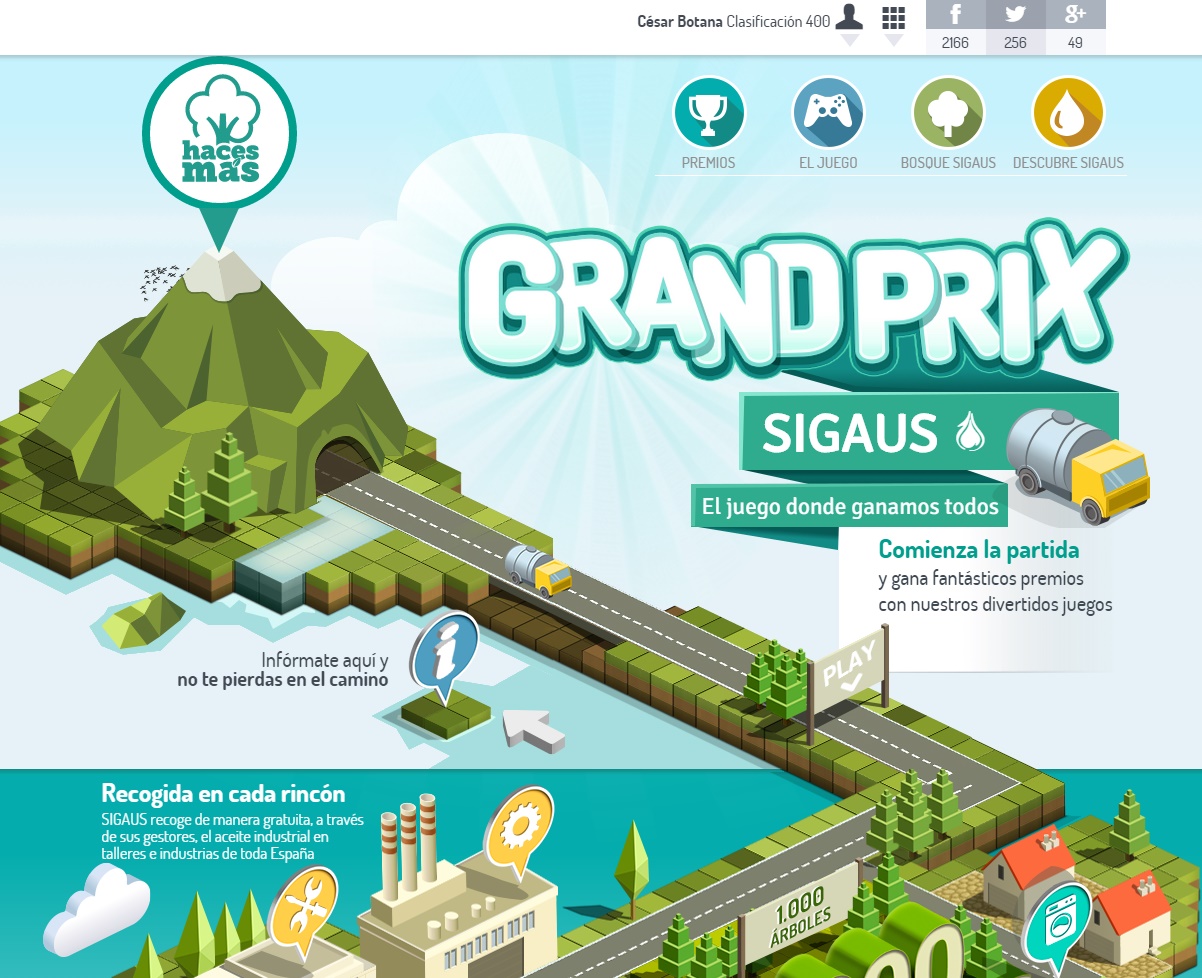 César Botana Clasificación 400
f
g+
2166
256
49
haces
más
PREMIOS
EL JUEGO
BOSQUE SIGAUS
DESCUBRE SIGAUS
GRAND PRIX
SIGAUS
El juego donde ganamos todos
Comienza la partida
y gana fantásticos premios
con nuestros divertidos juegos
PLAY
i
Infórmate aquí y
no te pierdas en el camino
Recogida en cada rincón
SIGAUS recoge de manera gratuita, a través
de sus gestores, el aceite industrial en
talleres e industrias de toda España
1.000
ÁRBOLES